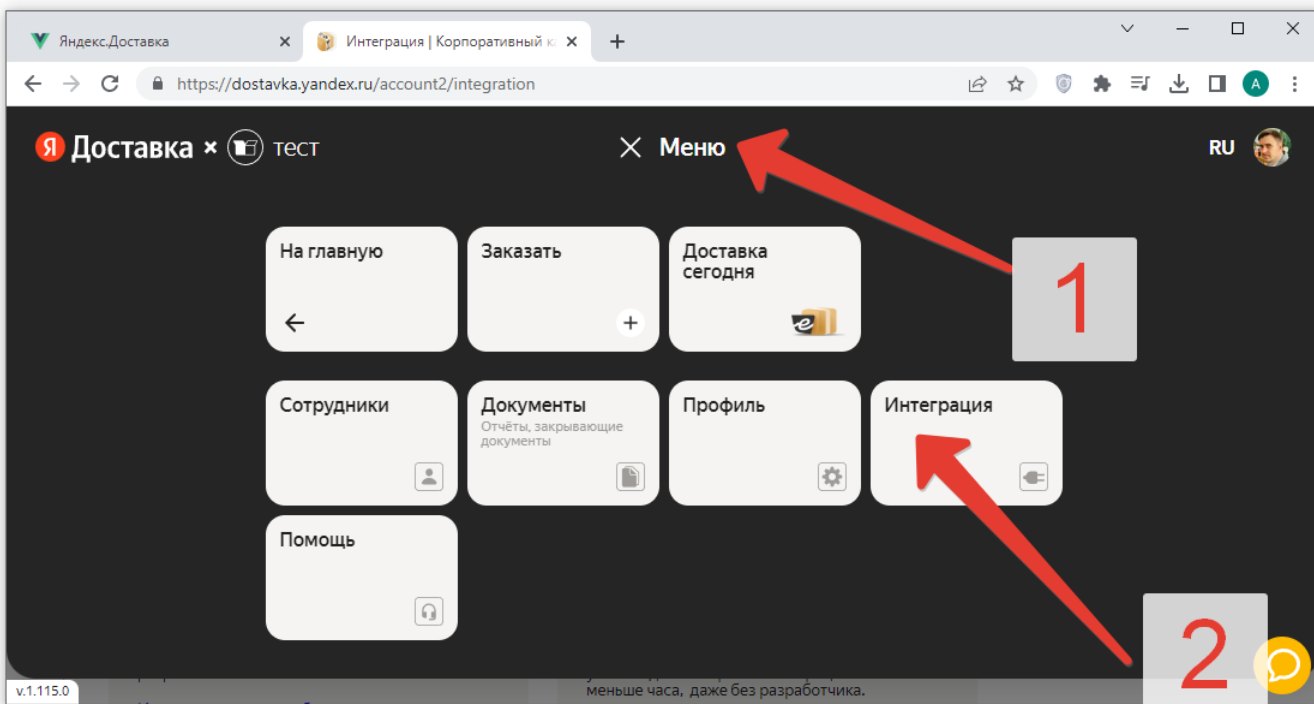 Яндекс.Доставка
Интеграция | Корпоративный к
https://dostavka.yandex.ru/account2/integration
A
Я Доставка × тест
Меню
RU
1
На главную
Заказать
Доставка
сегодня
Сотрудники
Документы
Отчёты, закрывающие
документы
Профиль
Интеграция
Помощь
2
v.1.115.0
меньше часа, даже без разработчика.